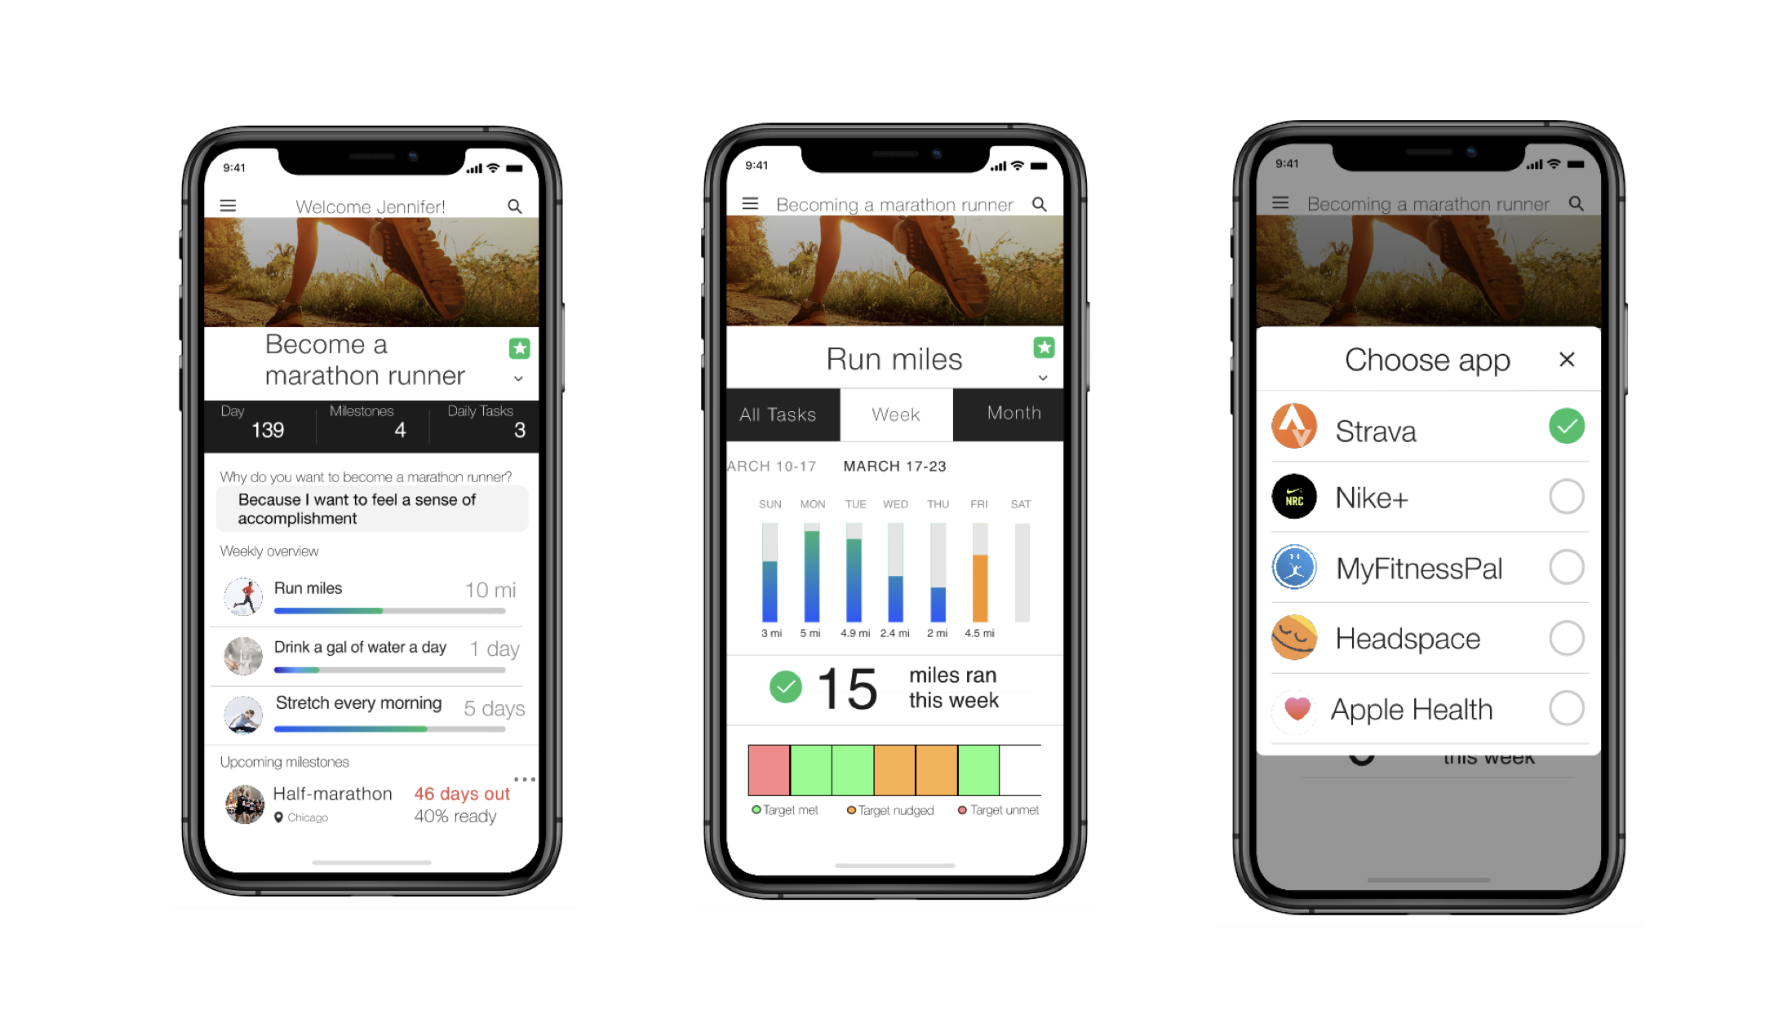 9:41
Welcome Jennifer!
Become a
marathon runner
Day
139
Milestones
4
Daily Tasks
3
Why do you want to become a marathon runner?
Because I want to feel a sense of
accomplishment
Weekly overview
Run miles
10 mi
Drink a gal of water a day
1 day
Stretch every morning
5 days
Upcoming milestones
Half-marathon
46 days out
Chicago
40% ready
9:41
Becoming a marathon runner
Run miles
All Tasks
Week
Month
ARCH 10-17
MARCH 17-23
SUN MON TUE WED THU FRI SAT
3 mi 5 mi 4.9 mi 2.4 mi 2 mi 4.5 mi
15
miles ran
this week
Target met
Target nudged
Target unmet
9:41
Becoming a marathon runner
Choose app
Strava
NRC
Nike+
MyFitnessPal
Headspace
Apple Health
this week